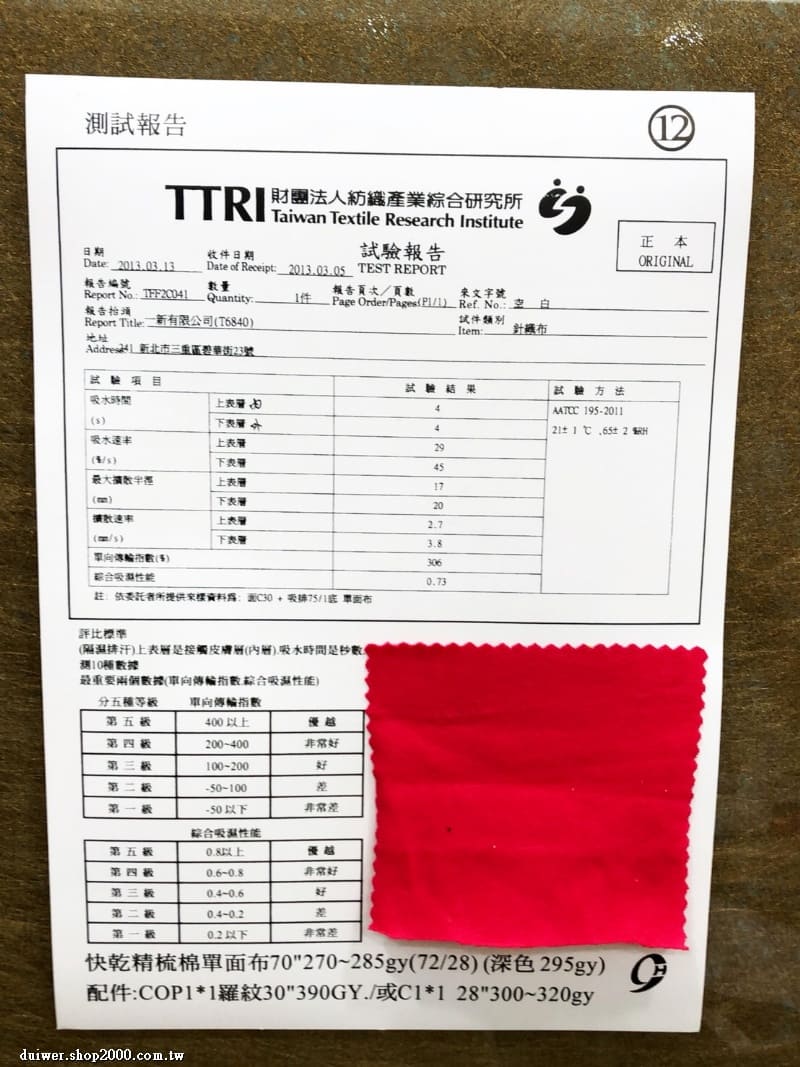 測試報告
12
TTRI 財團法人紡織產業綜合研究所
Taiwan Textile Research Institute
試驗報告
TEST REPORT
正 本
ORIGINAL
日期
Date: 2013.03.13
收件日期
Date of Receipt: 2013.03.05
報告編號
Report No.: TFF2C041
數量
Quantity: 1件
報告頁次／頁數
Page Order/Pages(P1/1)
來文字號
Ref. No.: 空 白
報告抬頭
Report Title: 一新有限公司(T6840)
試件類別
Item: 針織布
地址
Address: 241 新北市三重區碧華街23號
試 驗 項 目 試 驗 結 果 試 驗 方 法
吸水時間 (s) 上表層 內 4 AATCC 195-2011
下表層 外 4 21± 1 ℃ ,65± 2 %RH
吸水速率 (%/s) 上表層 29
下表層 45
最大擴散半徑 (mm) 上表層 17
下表層 20
擴散速率 (mm/s) 上表層 2.7
下表層 3.8
單向傳輸指數(%) 306
綜合吸濕性能 0.73
註: 依委託者所提供來樣資料為: 面C30 + 吸排75/1底 單面布
評比標準
(隔濕排汗)上表層是接觸皮膚層(內層).吸水時間是秒數
測10種數據
最重要兩個數據(單向傳輸指數.綜合吸濕性能)
分五種等級 單向傳輸指數
第 五 級 400 以上 優 越
第 四 級 200~400 非常好
第 三 級 100~200 好
第 二 級 -50~100 差
第 一 級 -50 以下 非常差
綜合吸濕性能
第 五 級 0.8以上 優 越
第 四 級 0.6~0.8 非常好
第 三 級 0.4~0.6 好
第 二 級 0.4~0.2 差
第 一 級 0.2 以下 非常差
快乾精梳棉單面布70"270~285gy(72/28) (深色 295gy)
配件:COP1*1羅紋30"390GY./或C1*1 28"300~320gy
duiwer.shop2000.com.tw